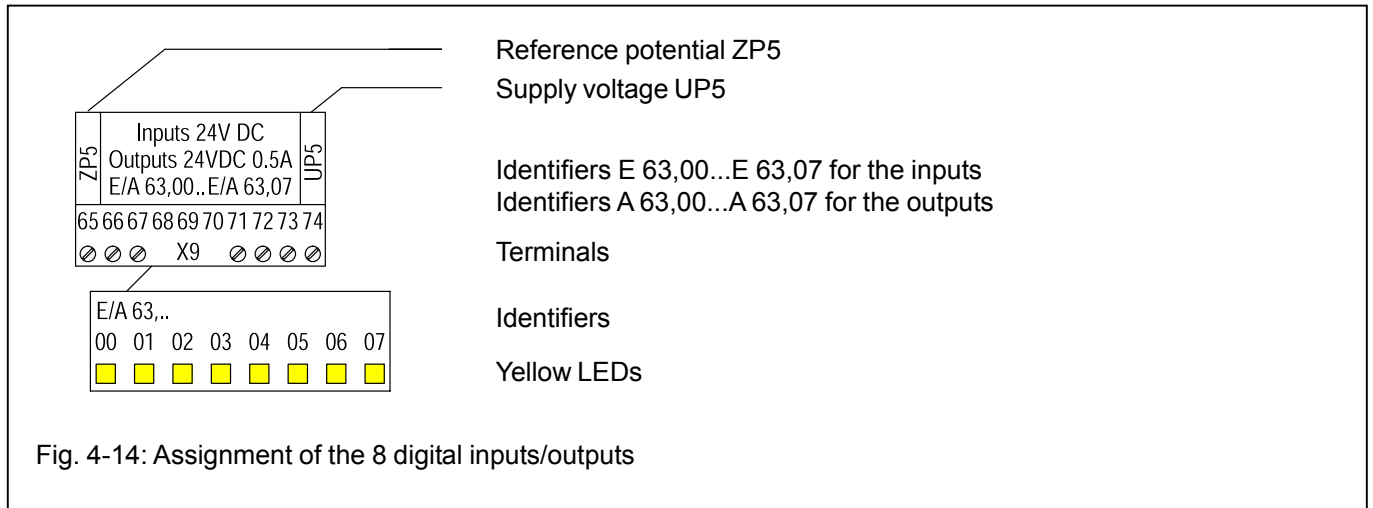 Reference potential ZP5
Supply voltage UP5
ZP5
Inputs 24V DC
Outputs 24VDC 0.5A
E/A 63,00..E/A 63,07
UP5
Identifiers E 63,00...E 63,07 for the inputs
Identifiers A 63,00...A 63,07 for the outputs
65 66 67 68 69 70 71 72 73 74
X9
Terminals
E/A 63,..
Identifiers
00 01 02 03 04 05 06 07
Yellow LEDs
Fig. 4-14: Assignment of the 8 digital inputs/outputs